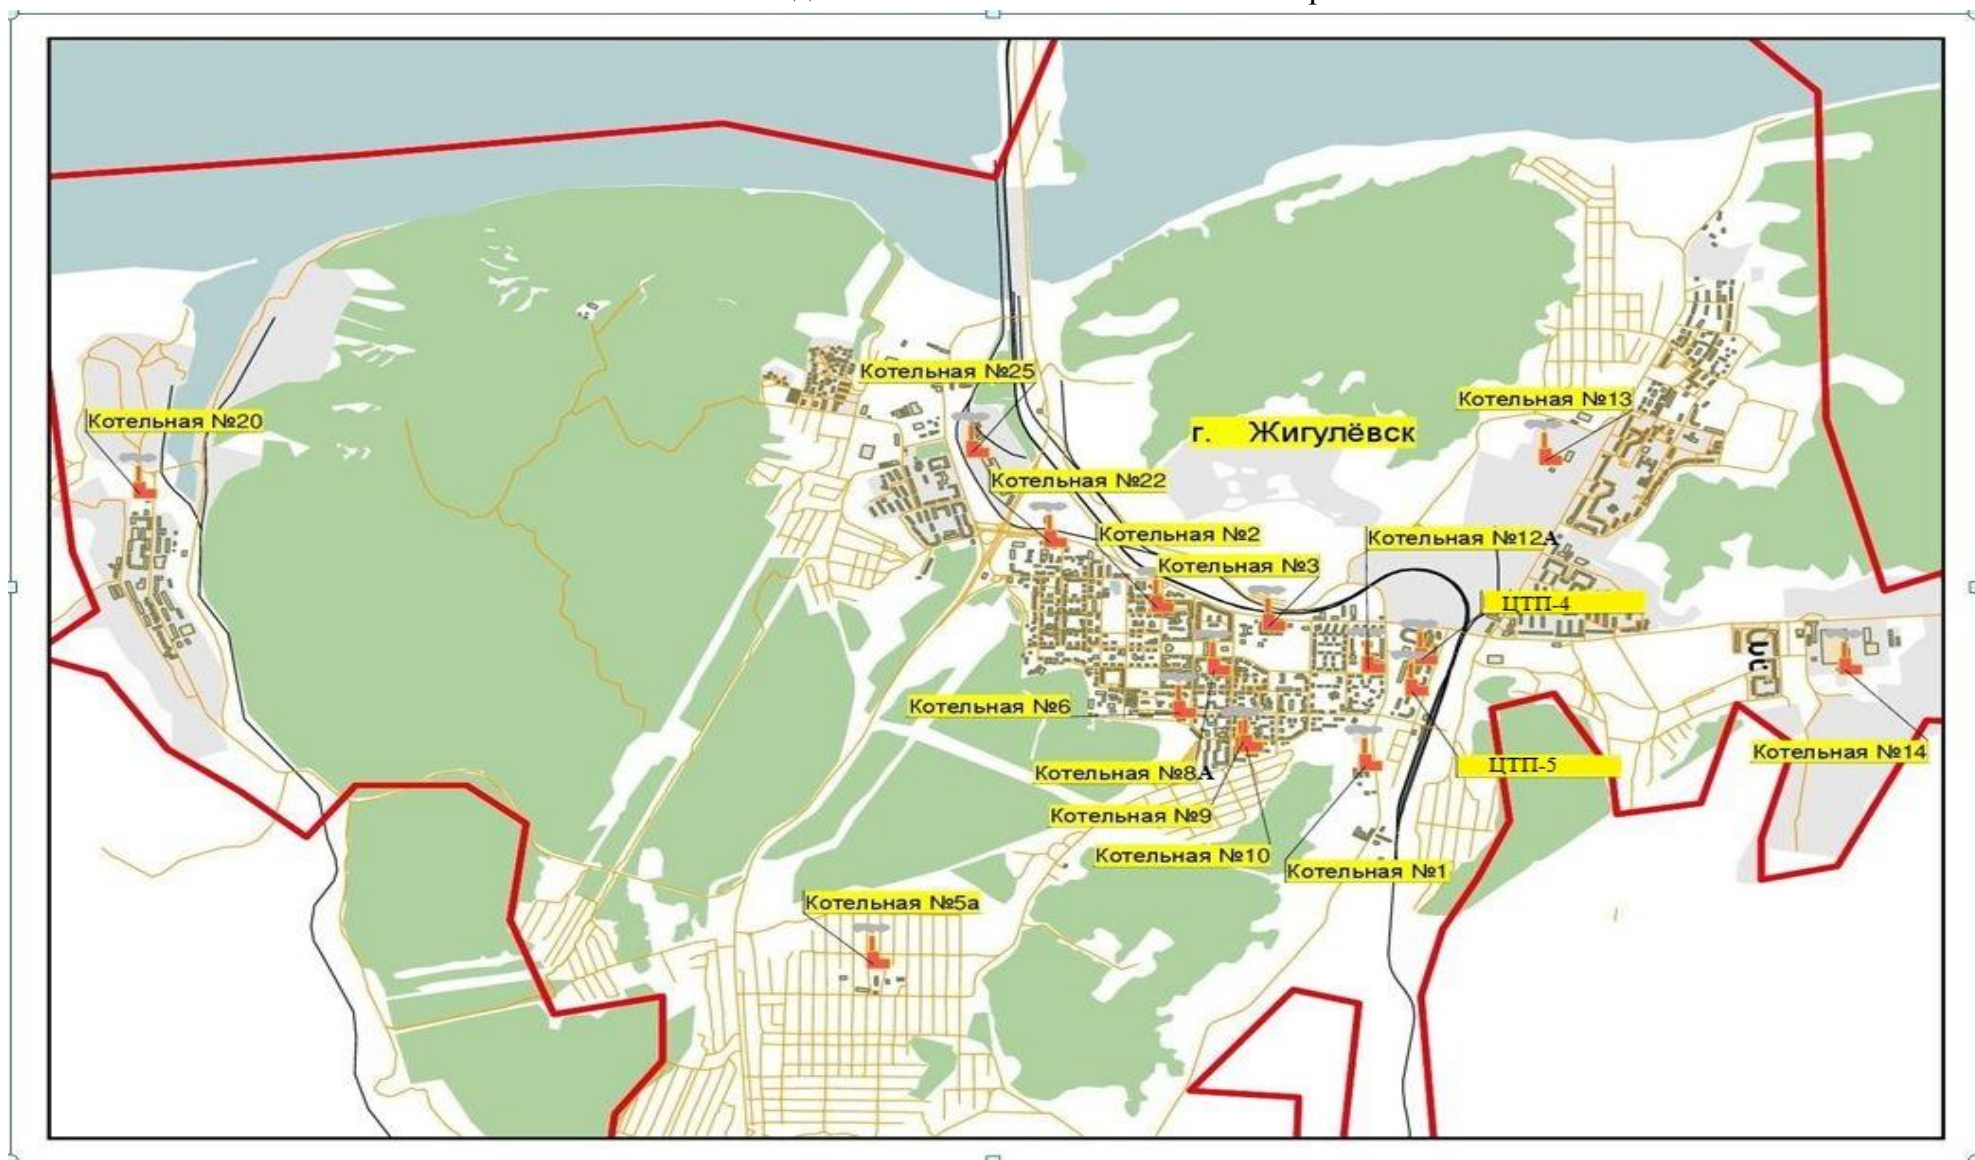 Котельная №25
Котельная №13
Котельная №20
г. Жигулёвск
Котельная №22
Котельная №2
Котельная №12А
Котельная №3
ЦТП-4
Котельная №6
Котельная №14
ЦТП-5
Котельная №8А
Котельная №9
Котельная №10
Котельная №1
Котельная №5а